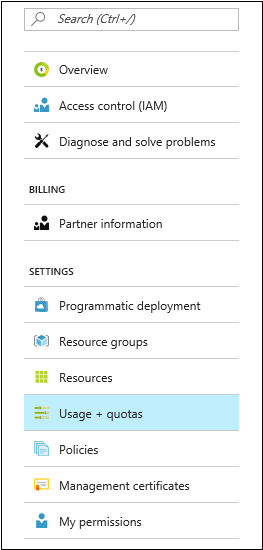 Search (Ctrl+/)
Overview
Access control (IAM)
Diagnose and solve problems
BILLING
Partner information
SETTINGS
Programmatic deployment
Resource groups
Resources
Usage + quotas
Policies
Management certificates
My permissions